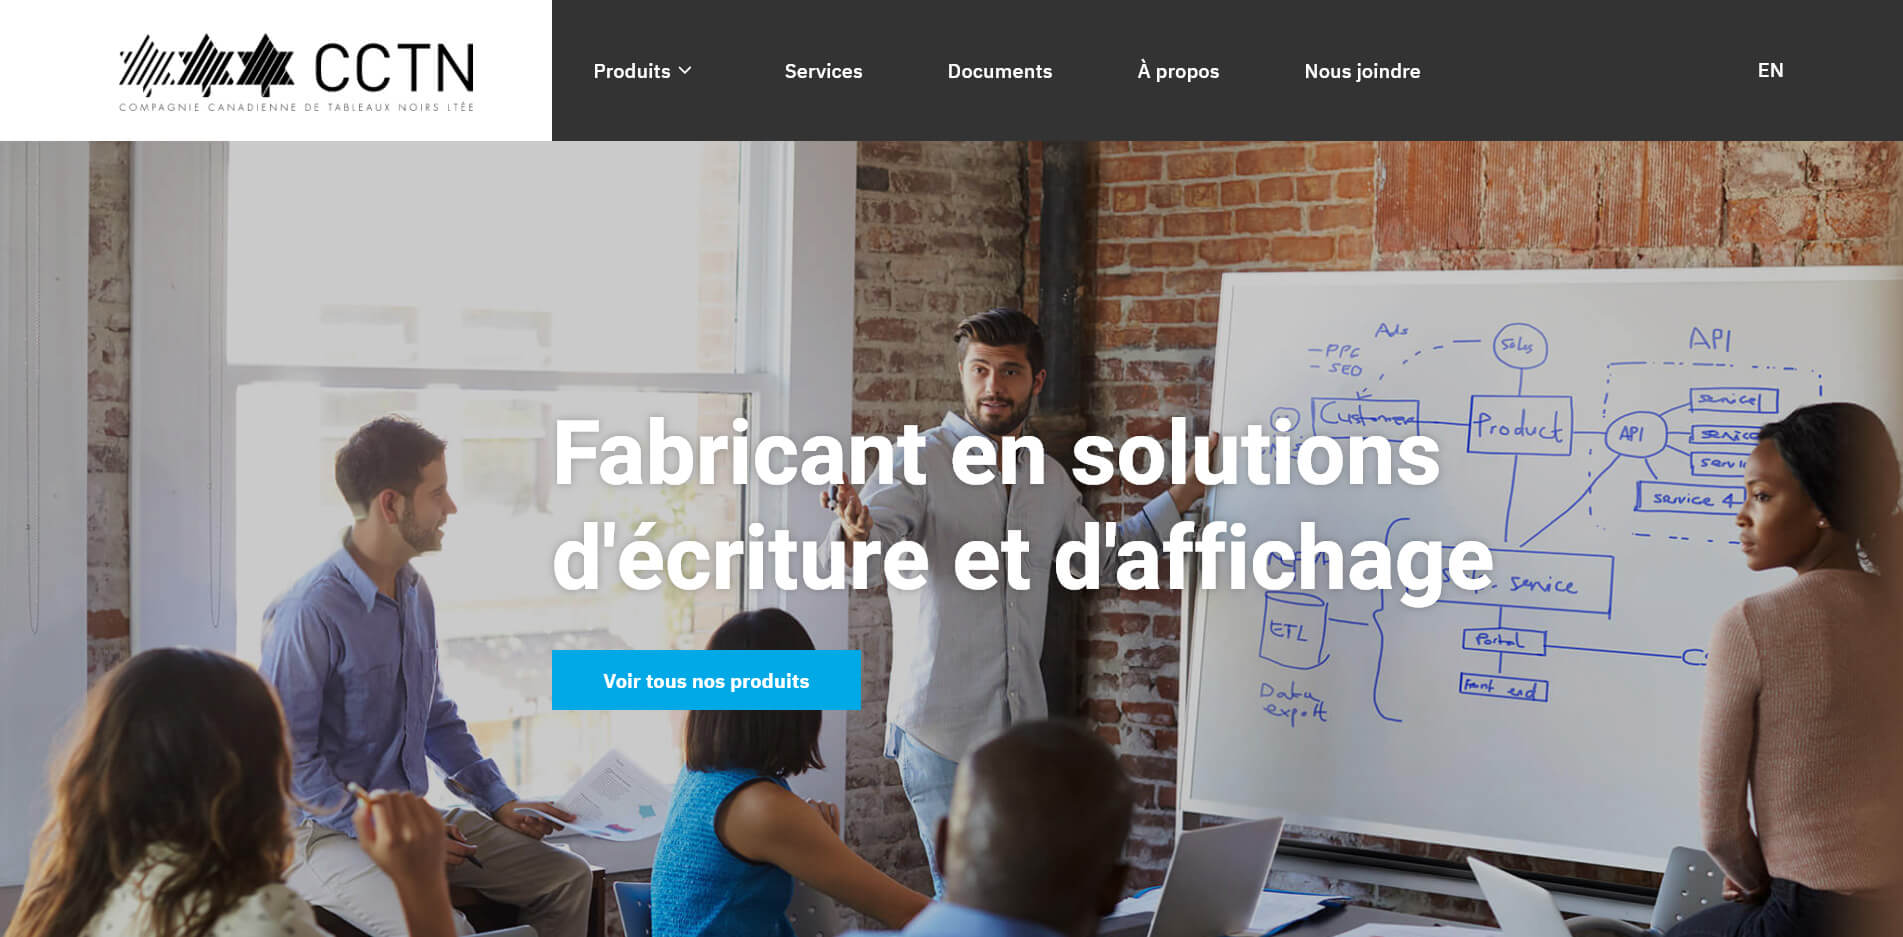 CCTN
COMPAGNIE CANADIENNE DE TABLEAUX NOIRS LTÉE
Produits
Services
Documents
À propos
Nous joindre
EN
Fabricant en solutions
d'écriture et d'affichage
Voir tous nos produits
Ads
– PPC
– SEO
Sales
API
Customer
Product
API
service 1
service
service 4
service
ETL
Portal
Front end
Data
export